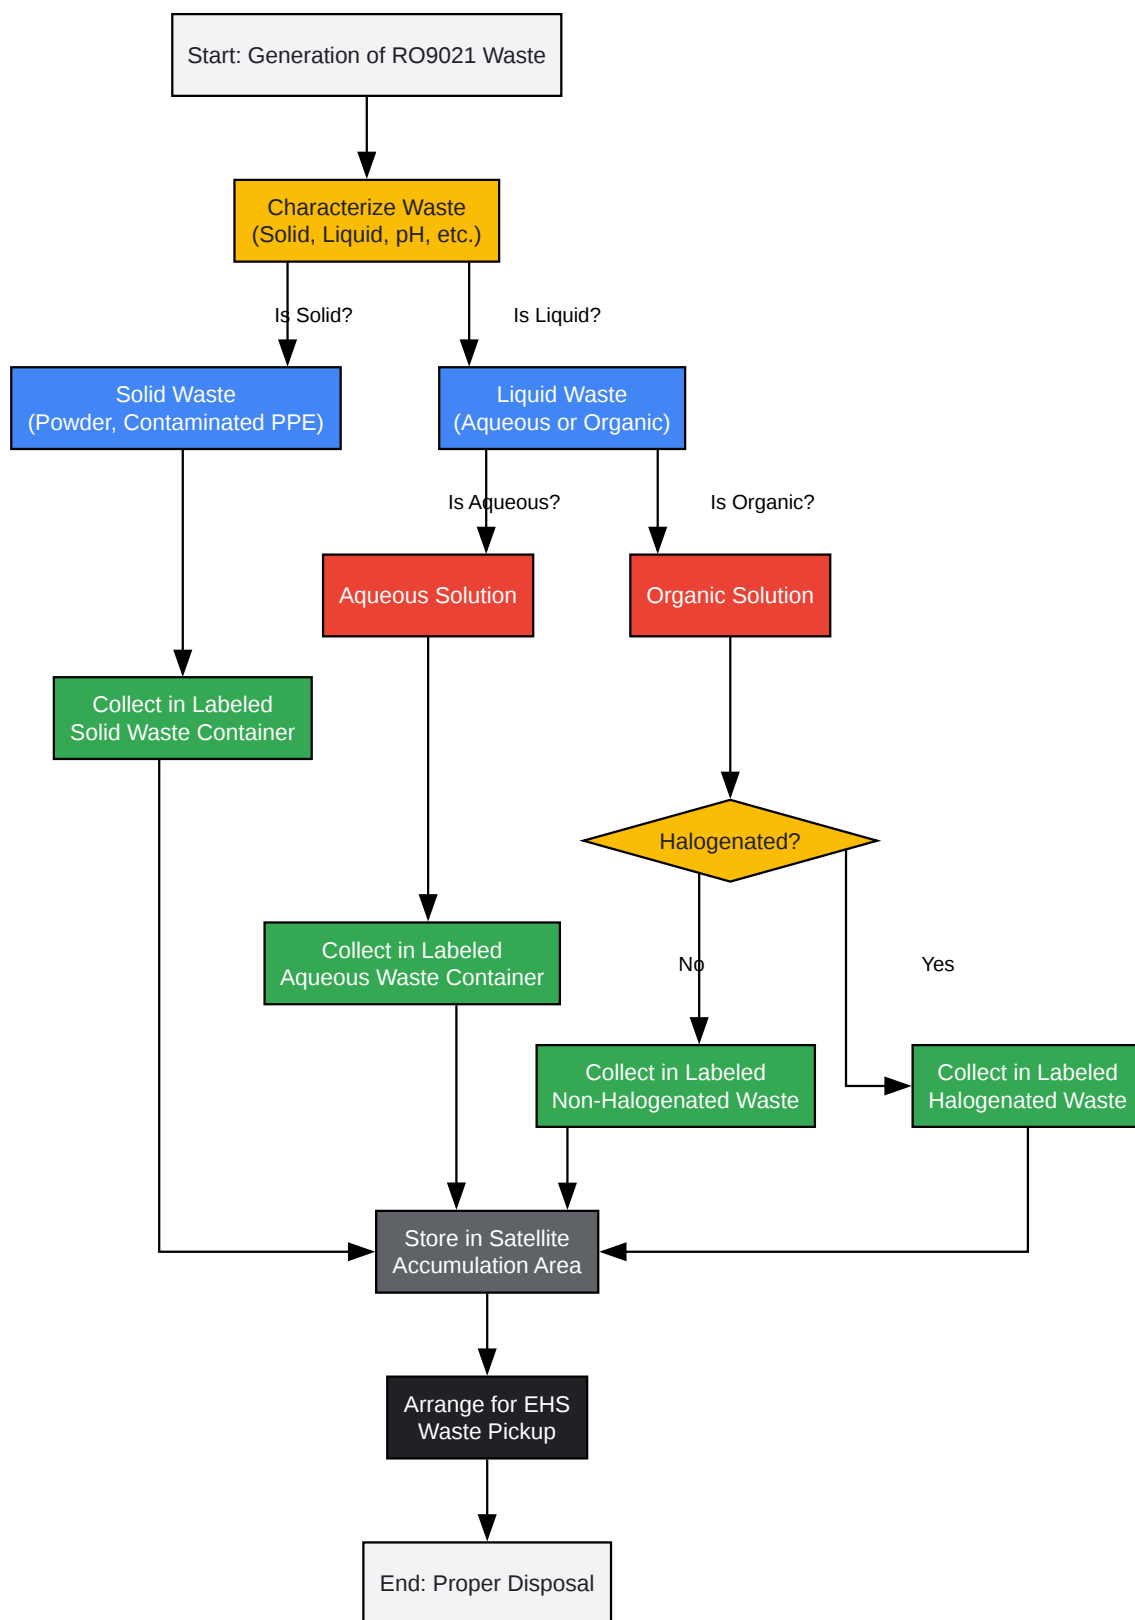 Start: Generation of RO9021 Waste
Characterize Waste
(Solid, Liquid, pH, etc.)
Is Solid?
Is Liquid?
Solid Waste
(Powder, Contaminated PPE)
Liquid Waste
(Aqueous or Organic)
Is Aqueous?
Is Organic?
Aqueous Solution
Organic Solution
Collect in Labeled
Solid Waste Container
Halogenated?
Collect in Labeled
Aqueous Waste Container
No
Yes
Collect in Labeled
Non-Halogenated Waste
Collect in Labeled
Halogenated Waste
Store in Satellite
Accumulation Area
Arrange for EHS
Waste Pickup
End: Proper Disposal